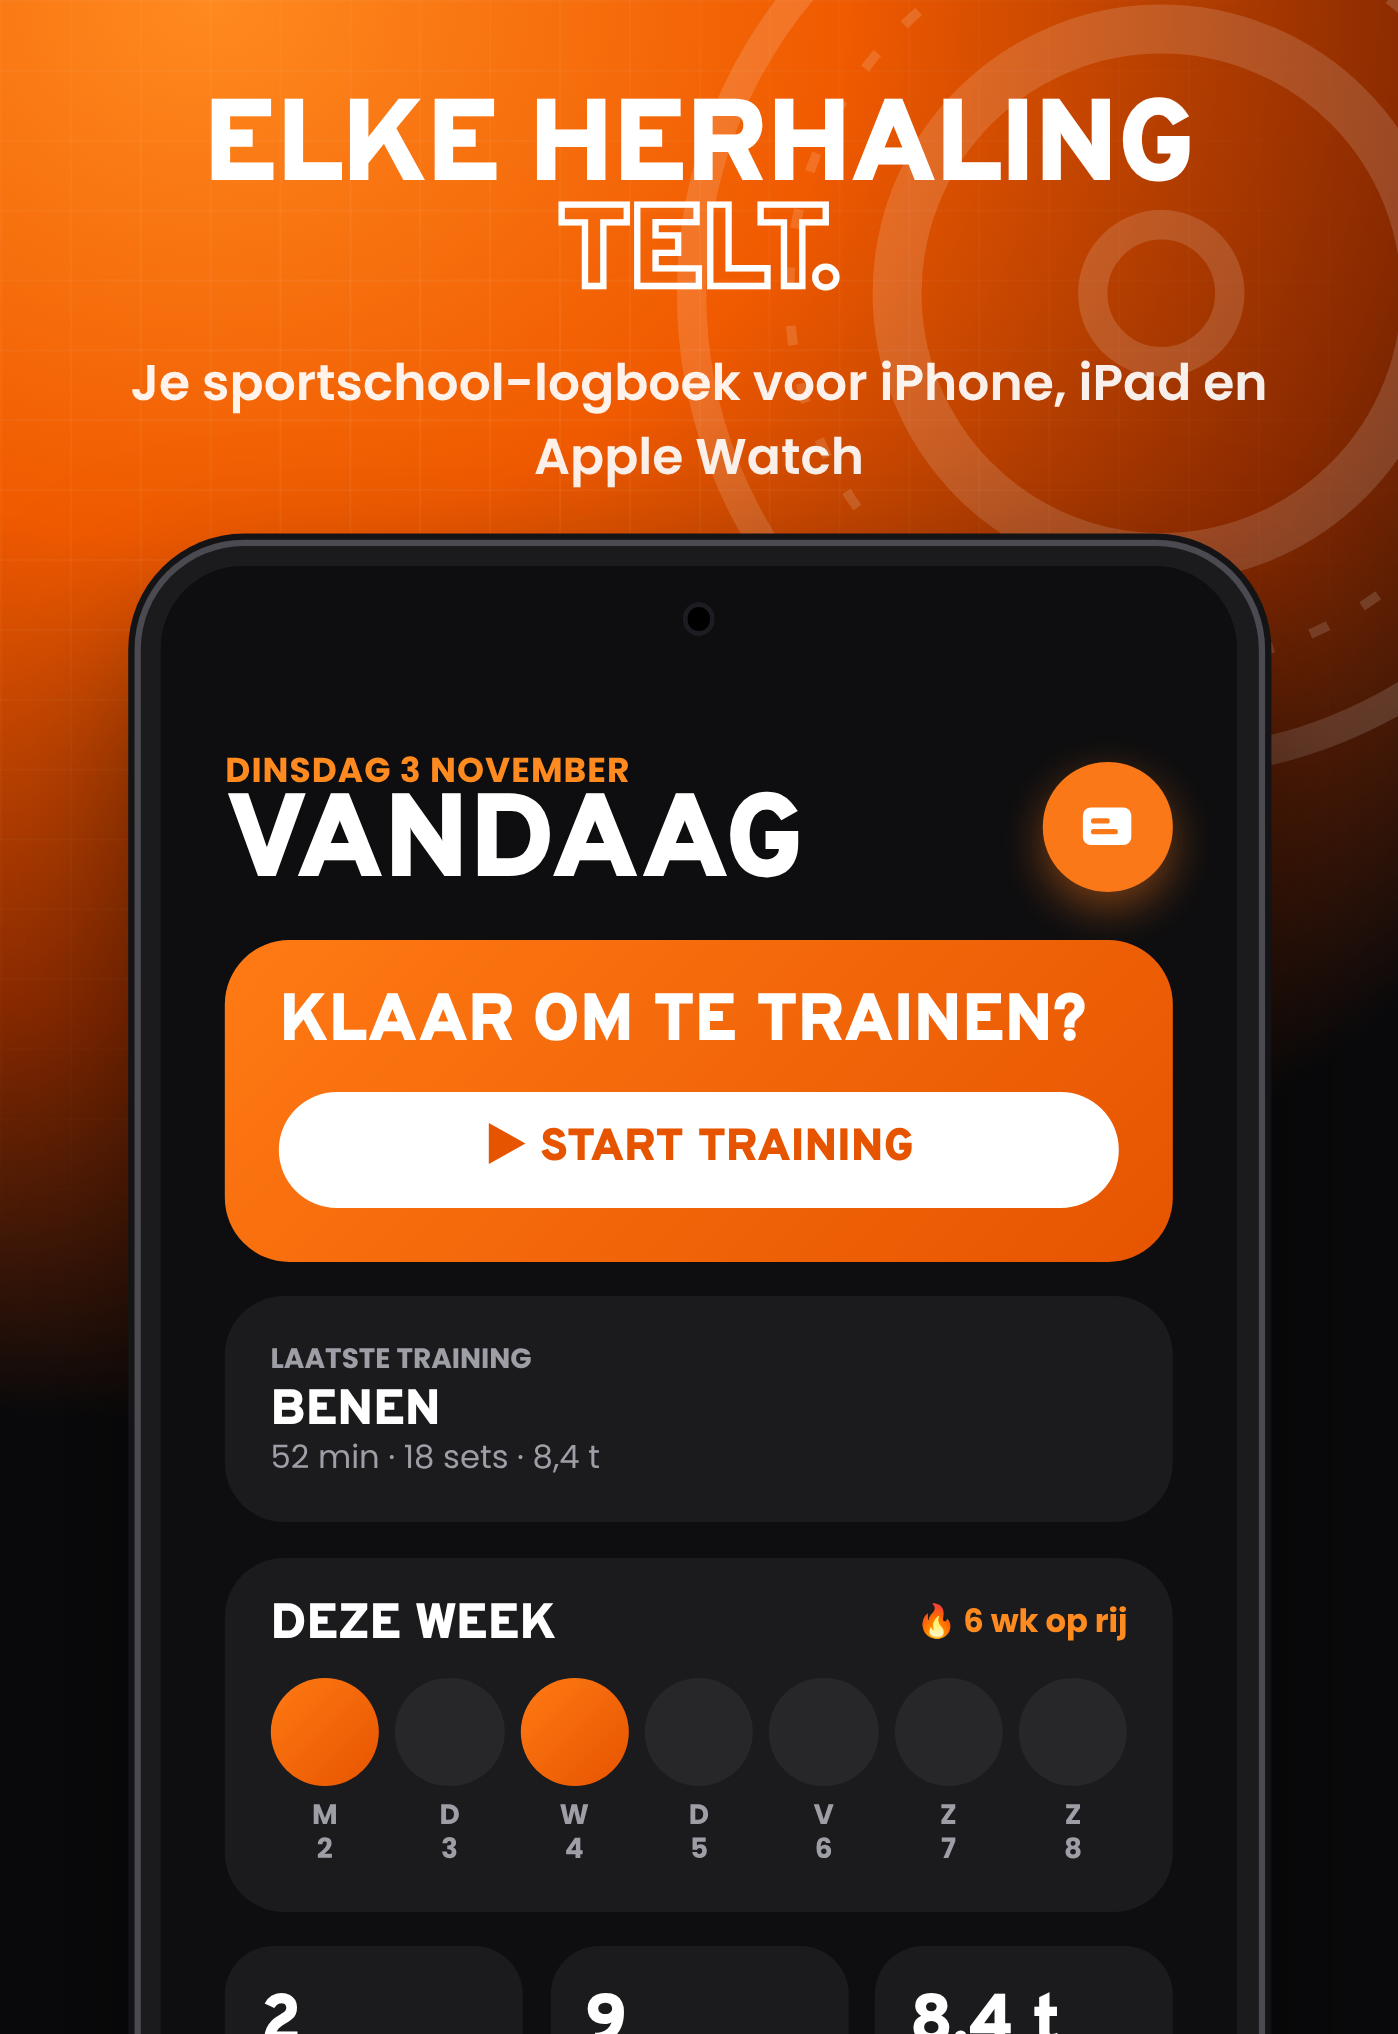 ELKE HERHALING
TELT.
Je sportschool-logboek voor iPhone, iPad en
Apple Watch
DINSDAG 3 NOVEMBER
VANDAAG
KLAAR OM TE TRAINEN?
START TRAINING
LAATSTE TRAINING
BENEN
52 min · 18 sets · 8,4 t
DEZE WEEK
🔥 6 wk op rij
M D W D V Z Z
2 3 4 5 6 7 8
2 9 8,4 t